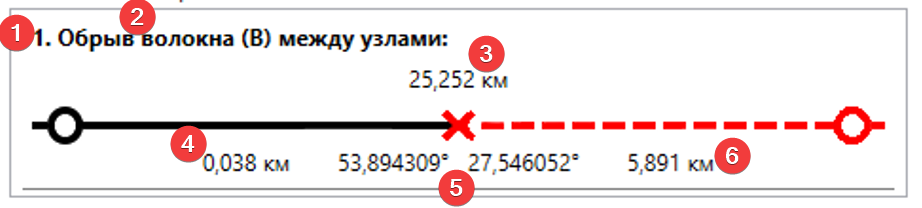 1 2
1. Обрыв волокна (В) между узлами:
3
25,252 км
4
0,038 км 53,894309° 27,546052° 5,891 км 6
5